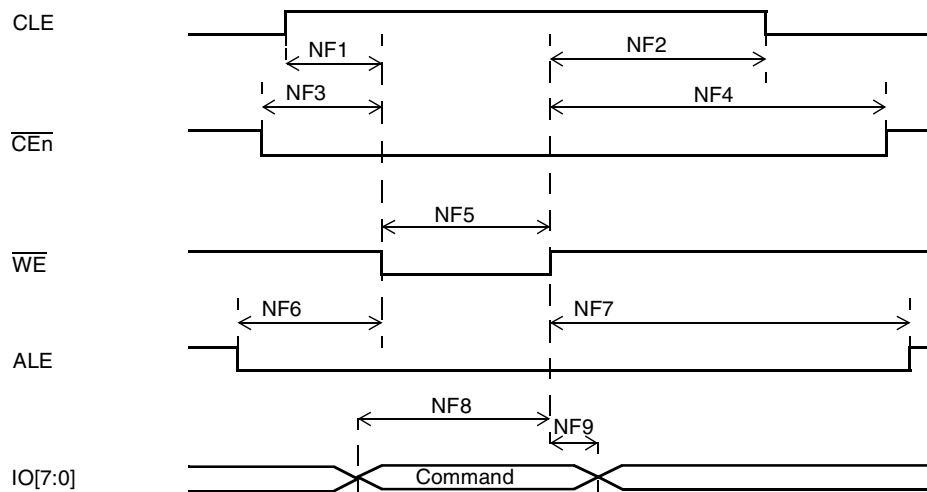 CLE
NF1
NF2
NF3
NF4
CEn
NF5
WE
NF6
NF7
ALE
NF8
NF9
IO[7:0]
Command